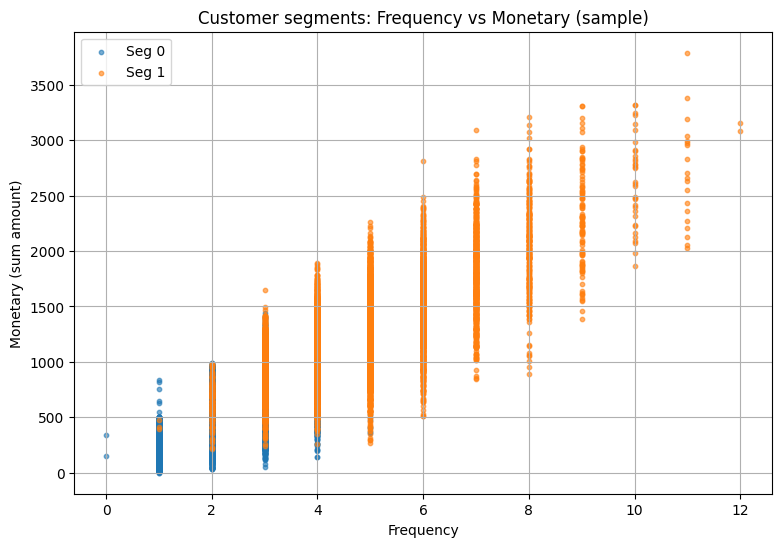 Customer segments: Frequency vs Monetary (sample)
Seg 0
Seg 1
3500
3000
2500
2000
1500
1000
500
0
Monetary (sum amount)
0 2 4 6 8 10 12
Frequency